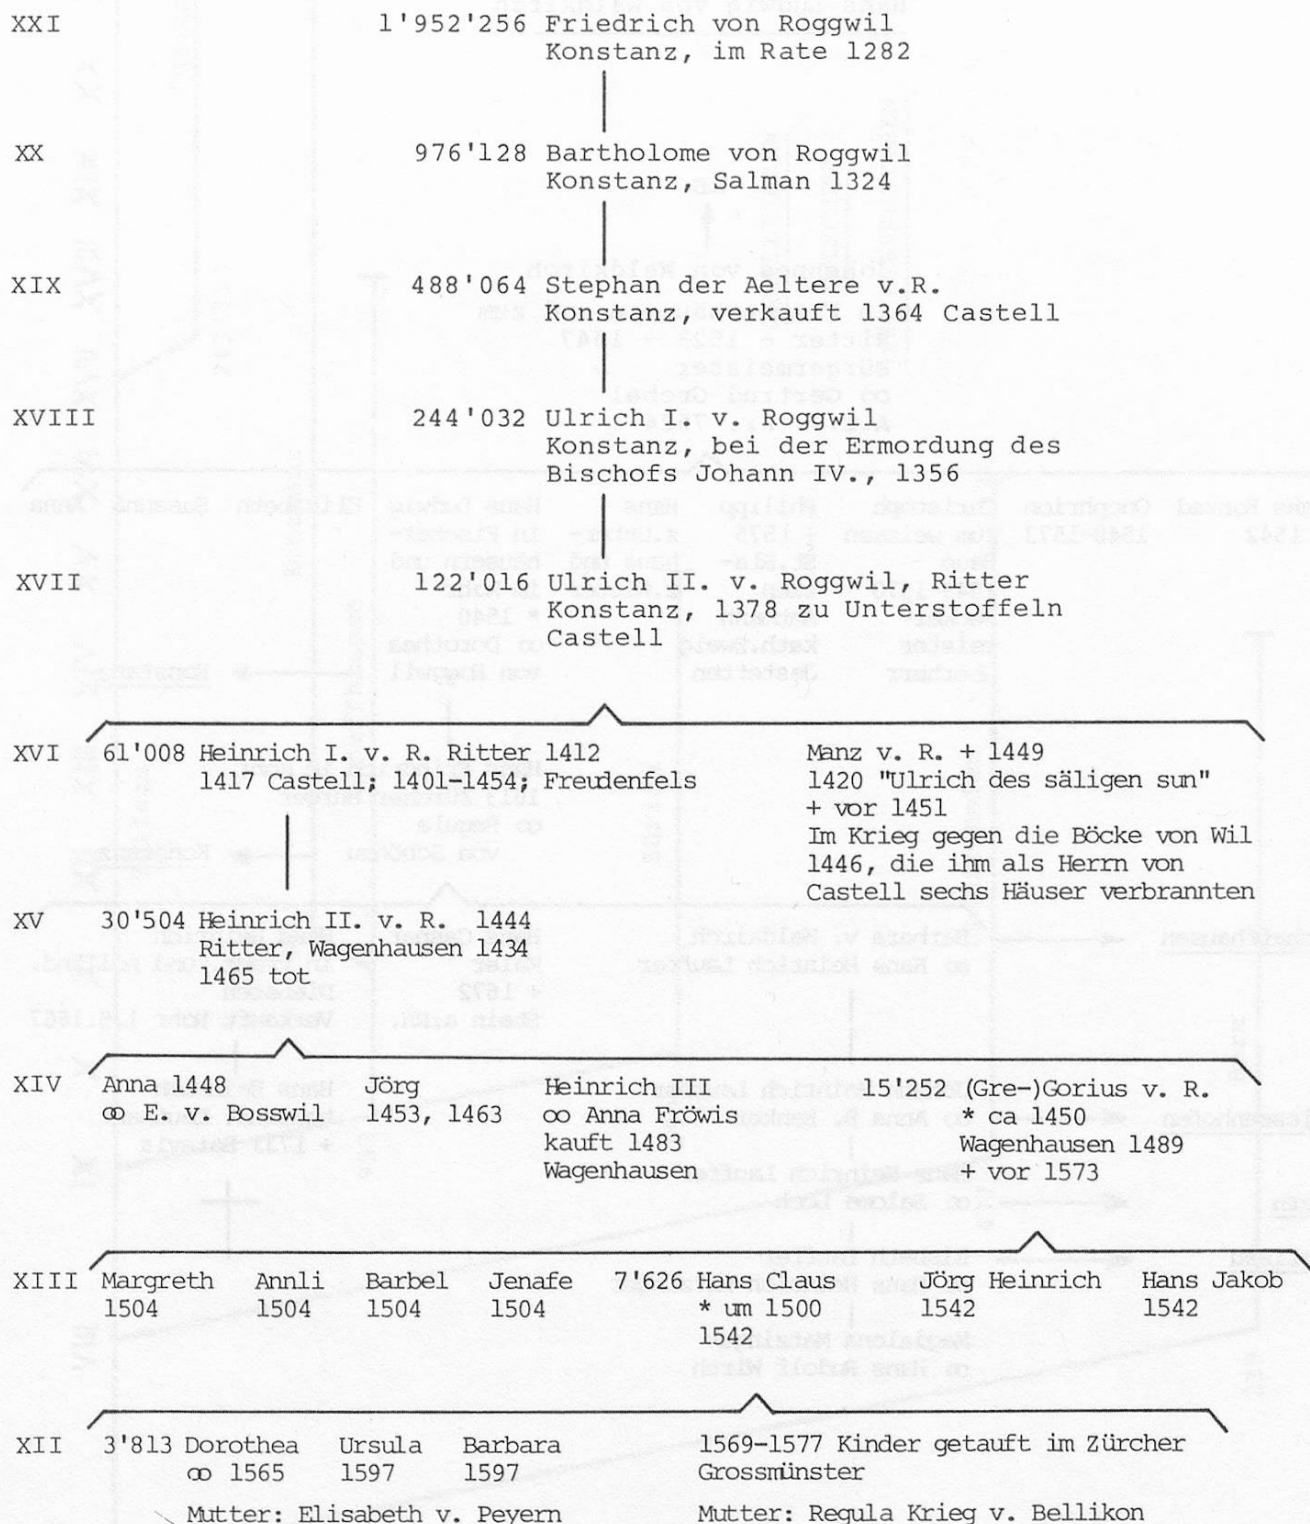 XXI 1'952'256 Friedrich von Roggwil
Konstanz, im Rate 1282
XX 976'128 Bartholome von Roggwil
Konstanz, Salman 1324
XIX 488'064 Stephan der Aeltere v.R.
Konstanz, verkauft 1364 Castell
XVIII 244'032 Ulrich I. v. Roggwil
Konstanz, bei der Ermordung des
Bischofs Johann IV., 1356
XVII 122'016 Ulrich II. v. Roggwil, Ritter
Konstanz, 1378 zu Unterstoffeln
Castell
XVI 61'008 Heinrich I. v. R. Ritter 1412
1417 Castell; 1401-1454; Freudenfels
Manz v. R. + 1449
1420 "Ulrich des säligen sun"
+ vor 1451
Im Krieg gegen die Böcke von Wil
1446, die ihm als Herrn von
Castell sechs Häuser verbrannten
XV 30'504 Heinrich II. v. R. 1444
Ritter, Wagenhausen 1434
1465 tot
XIV Anna 1448
∞ E. v. Bosswil
Jörg
1453, 1463
Heinrich III
∞ Anna Fröwis
kauft 1483
Wagenhausen
15'252 (Gre-)Gorius v. R.
* ca 1450
Wagenhausen 1489
+ vor 1573
XIII Margreth Annli Barbel Jenafe 7'626 Hans Claus Jörg Heinrich Hans Jakob
1504 1504 1504 1504 * um 1500 1542 1542
1542
XII 3'813 Dorothea Ursula Barbara 1569-1577 Kinder getauft im Zürcher
∞ 1565 1597 1597 Grossmünster
Mutter: Elisabeth v. Peyern Mutter: Regula Krieg v. Bellikon